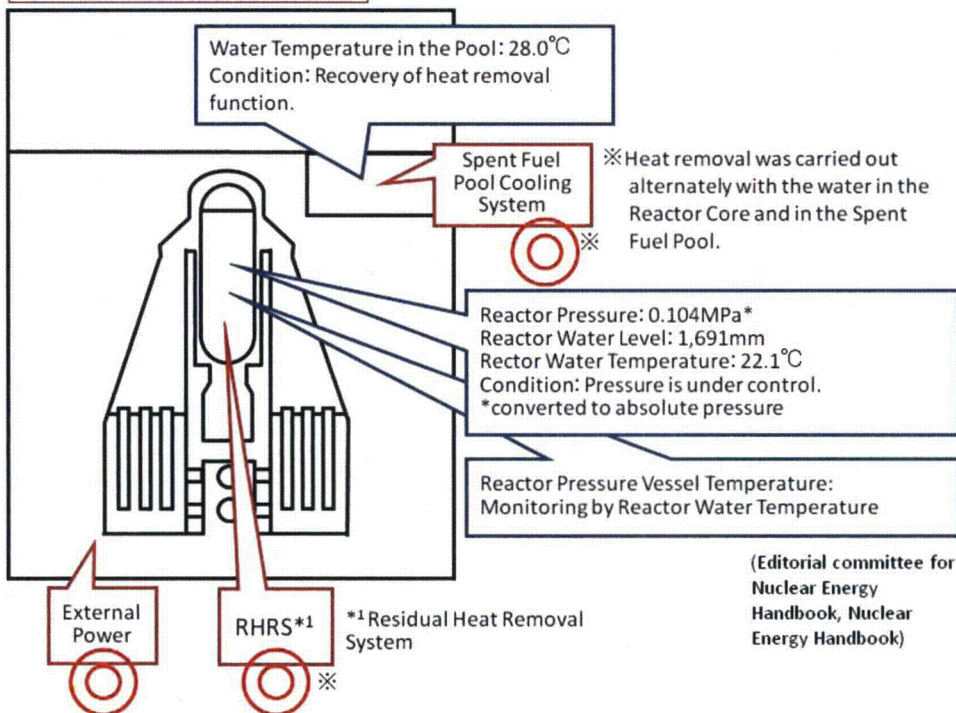 Water Temperature in the Pool: 28.0℃
Condition: Recovery of heat removal
function.
Spent Fuel
Pool Cooling
System
※
※Heat removal was carried out
alternately with the water in the
Reactor Core and in the Spent
Fuel Pool.
Reactor Pressure: 0.104MPa*
Reactor Water Level: 1,691mm
Rector Water Temperature: 22.1℃
Condition: Pressure is under control.
*converted to absolute pressure
Reactor Pressure Vessel Temperature:
Monitoring by Reactor Water Temperature
(Editorial committee for
Nuclear Energy
Handbook, Nuclear
Energy Handbook)
External
Power
RHRS*1
※
*1 Residual Heat Removal
System